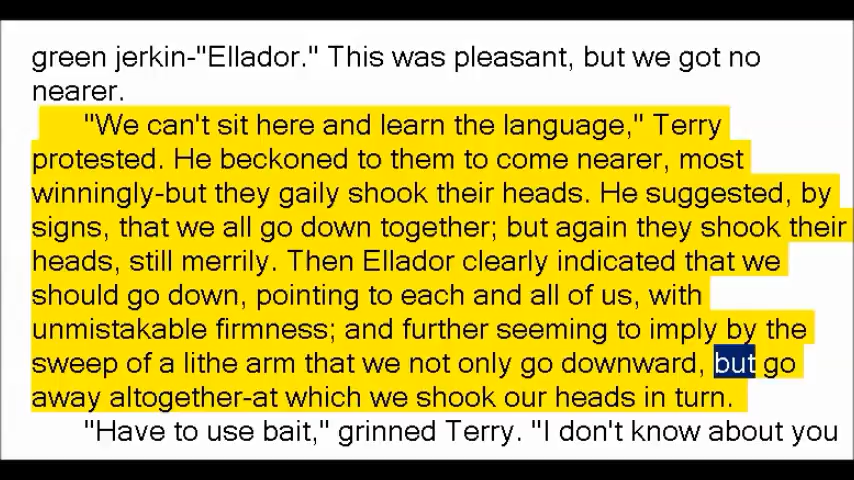 green jerkin-"Ellador." This was pleasant, but we got no
nearer.
"We can't sit here and learn the language," Terry
protested. He beckoned to them to come nearer, most
winningly-but they gaily shook their heads. He suggested, by
signs, that we all go down together; but again they shook their
heads, still merrily. Then Ellador clearly indicated that we
should go down, pointing to each and all of us, with
unmistakable firmness; and further seeming to imply by the
sweep of a lithe arm that we not only go downward, but go
away altogether-at which we shook our heads in turn.
"Have to use bait," grinned Terry. "I don't know about you